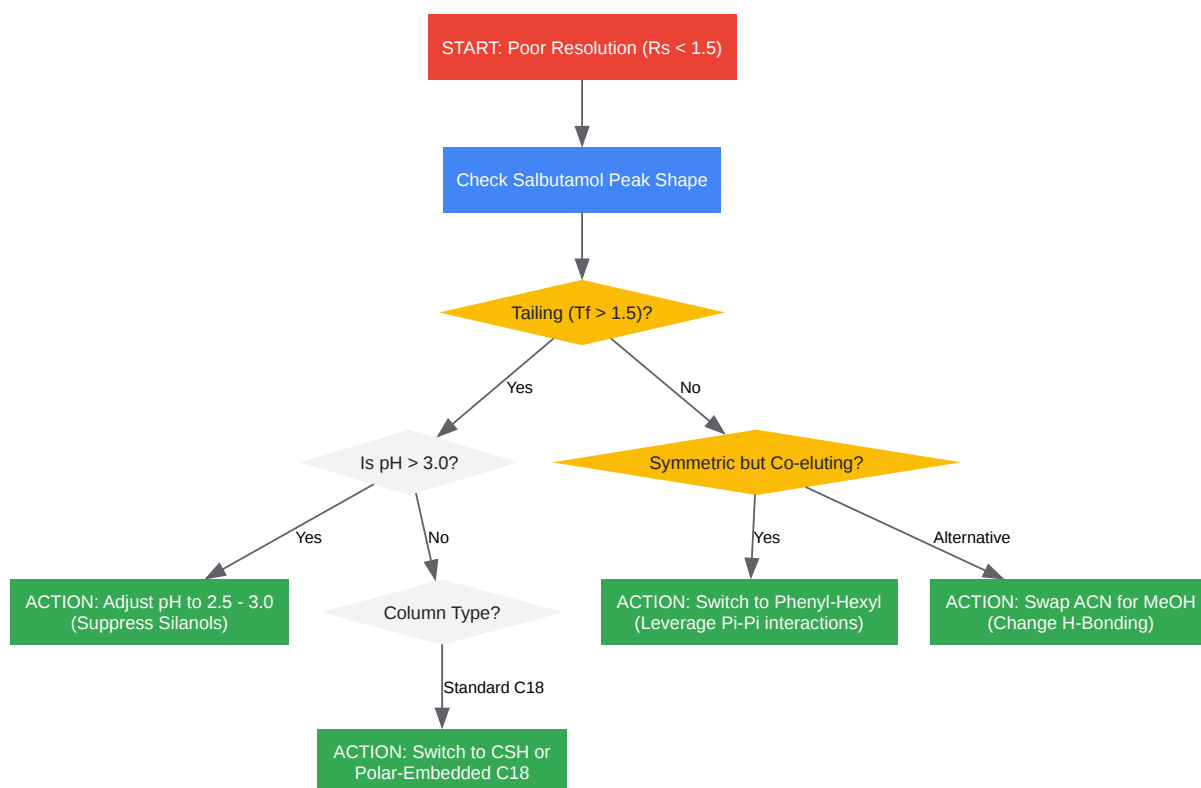 START: Poor Resolution (Rs < 1.5)
Check Salbutamol Peak Shape
Tailing (Tf > 1.5)?
Yes
No
Is pH > 3.0?
Symmetric but Co-eluting?
Yes
No
Yes
Alternative
ACTION: Adjust pH to 2.5 - 3.0
(Suppress Silanols)
Column Type?
ACTION: Switch to Phenyl-Hexyl
(Leverage Pi-Pi interactions)
ACTION: Swap ACN for MeOH
(Change H-Bonding)
Standard C18
ACTION: Switch to CSH or
Polar-Embedded C18